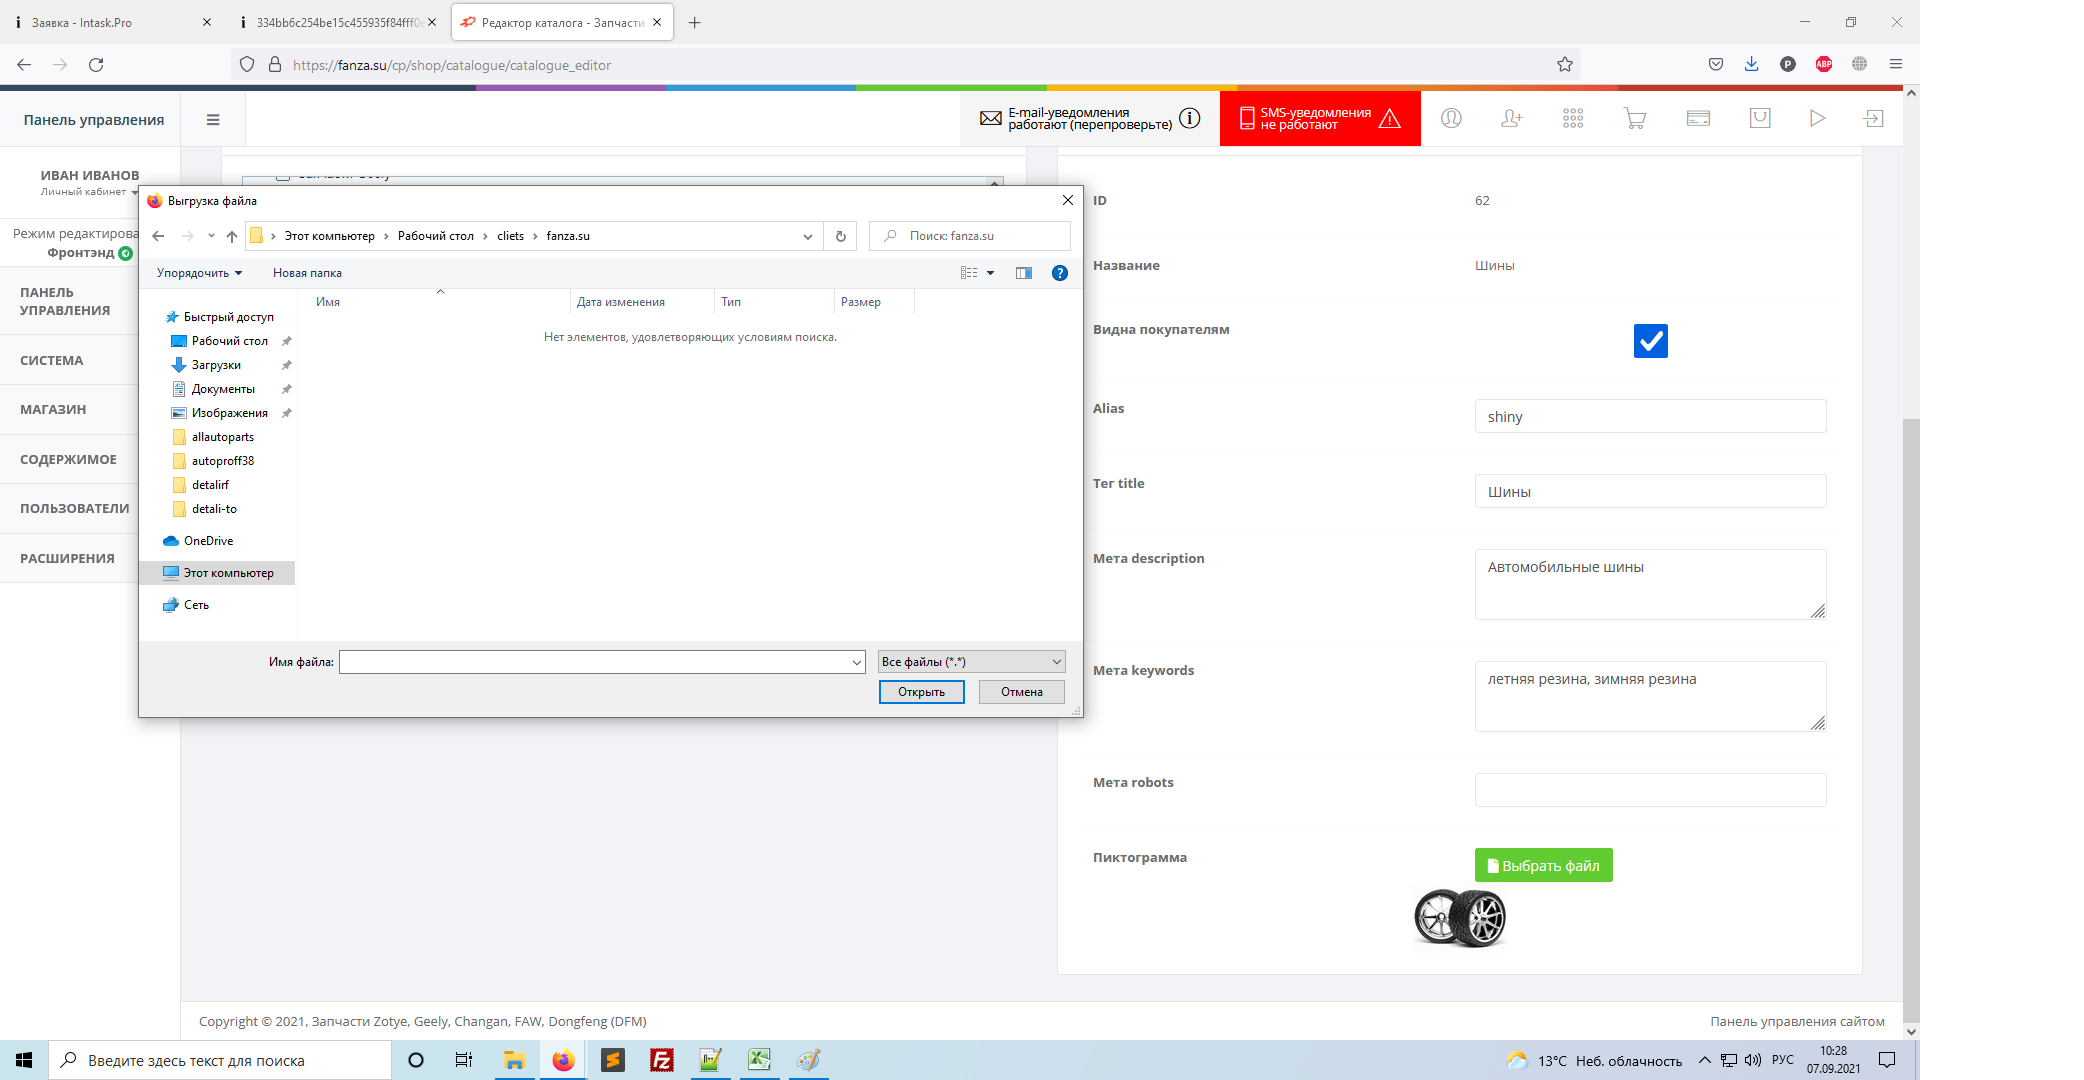 Заявка - Intask.Pro
334bb6c254be15c455935f84fff0
Редактор каталога - Запчасти
https://fanza.su/cp/shop/catalogue/catalogue_editor
P
ABP
Панель управления
E-mail-уведомления
работают (перепроверьте)
SMS-уведомления
не работают
ИВАН ИВАНОВ
Личный кабинет
Режим редактирова
Фронтэнд
ПАНЕЛЬ
УПРАВЛЕНИЯ
СИСТЕМА
МАГАЗИН
СОДЕРЖИМОЕ
ПОЛЬЗОВАТЕЛИ
РАСШИРЕНИЯ
Выгрузка файла
Этот компьютер
Рабочий стол
cliets
fanza.su
Поиск: fanza.su
Упорядочить
Новая папка
Имя
Дата изменения
Тип
Размер
Нет элементов, удовлетворяющих условиям поиска.
Быстрый доступ
Рабочий стол
Загрузки
Документы
Изображения
allautoparts
autoproff38
detalirf
detali-to
OneDrive
Этот компьютер
Сеть
Имя файла:
Все файлы (*.*)
Открыть
Отмена
ID
62
Название
Шины
Видна покупателям
Alias
shiny
Тег title
Шины
Мета description
Автомобильные шины
Мета keywords
летняя резина, зимняя резина
Мета robots
Пиктограмма
Выбрать файл
Copyright © 2021, Запчасти Zotye, Geely, Changan, FAW, Dongfeng (DFM)
Панель управления сайтом
Введите здесь текст для поиска
13°C Неб. облачность
РУС
10:28
07.09.2021